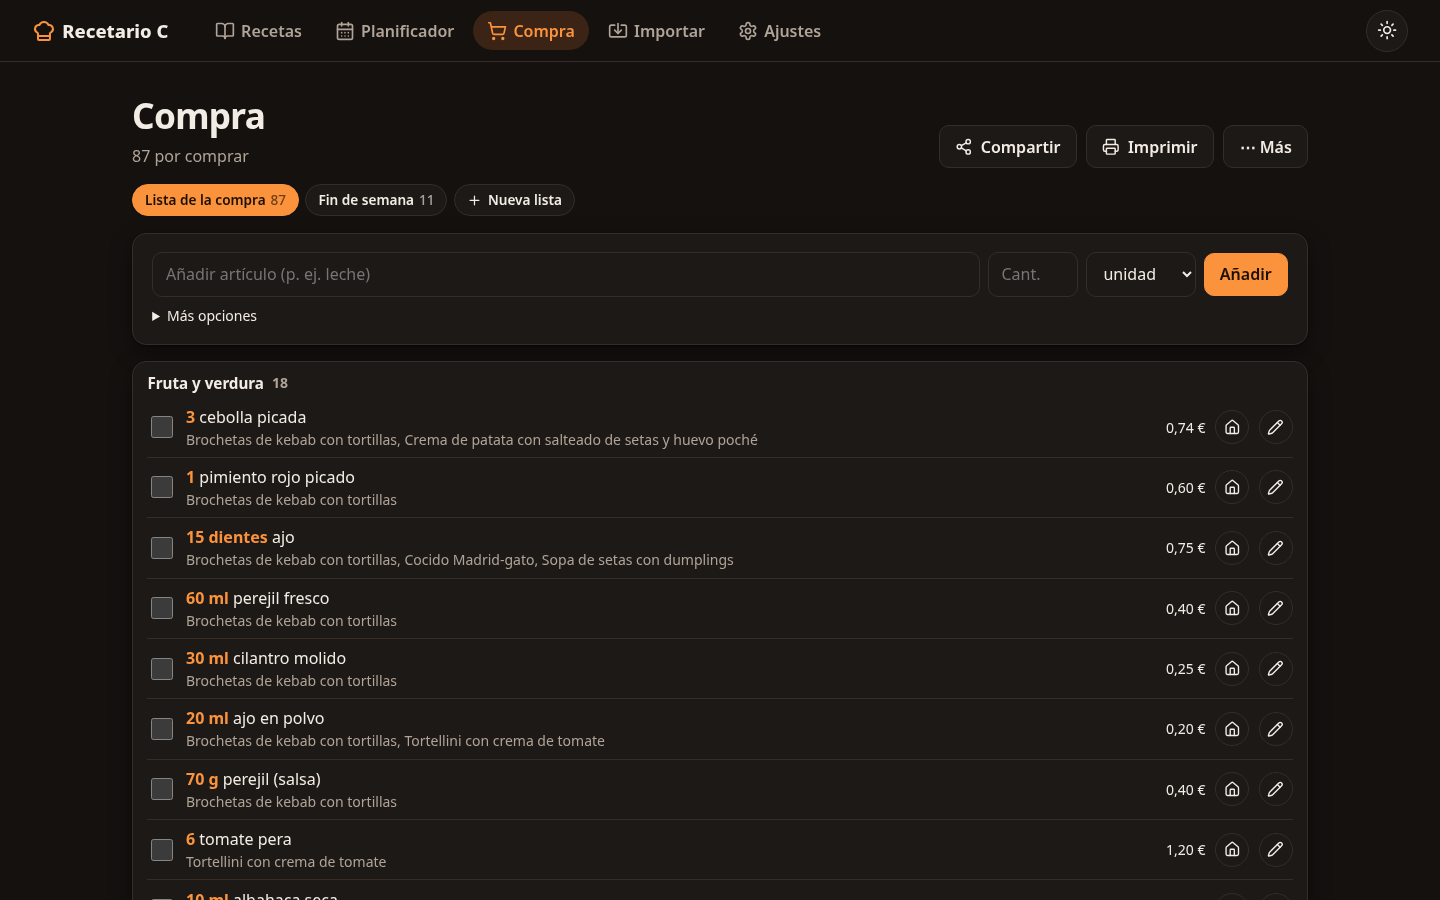 Recetario C
Recetas
Planificador
Compra
Importar
Ajustes
Compra
87 por comprar
Compartir
Imprimir
··· Más
Lista de la compra 87
Fin de semana 11
+ Nueva lista
Añadir artículo (p. ej. leche)
Cant.
unidad
Añadir
Más opciones
Fruta y verdura 18
3 cebolla picada
Brochetas de kebab con tortillas, Crema de patata con salteado de setas y huevo poché
0,74 €
1 pimiento rojo picado
Brochetas de kebab con tortillas
0,60 €
15 dientes ajo
Brochetas de kebab con tortillas, Cocido Madrid-gato, Sopa de setas con dumplings
0,75 €
60 ml perejil fresco
Brochetas de kebab con tortillas
0,40 €
30 ml cilantro molido
Brochetas de kebab con tortillas
0,25 €
20 ml ajo en polvo
Brochetas de kebab con tortillas, Tortellini con crema de tomate
0,20 €
70 g perejil (salsa)
Brochetas de kebab con tortillas
0,40 €
6 tomate pera
Tortellini con crema de tomate
1,20 €
10 ml albahaca seca